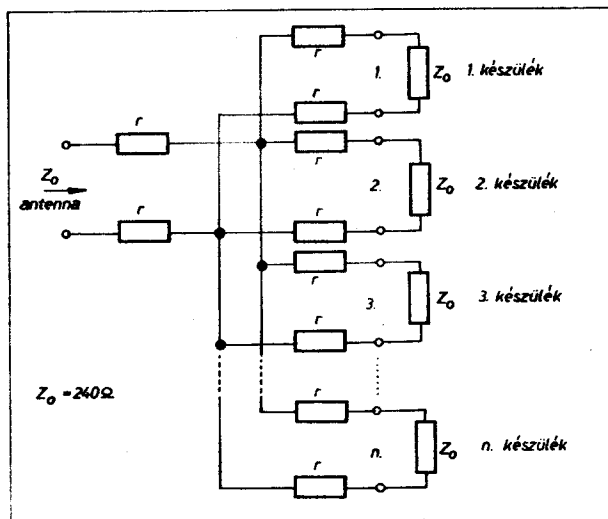 r
1. Z₀ 1. készülék
r
r
r
Z₀
antenna
2. Z₀ 2. készülék
r
r
r
3. Z₀ 3. készülék
r
Z₀ = 240Ω
r
n. Z₀ n. készülék
r